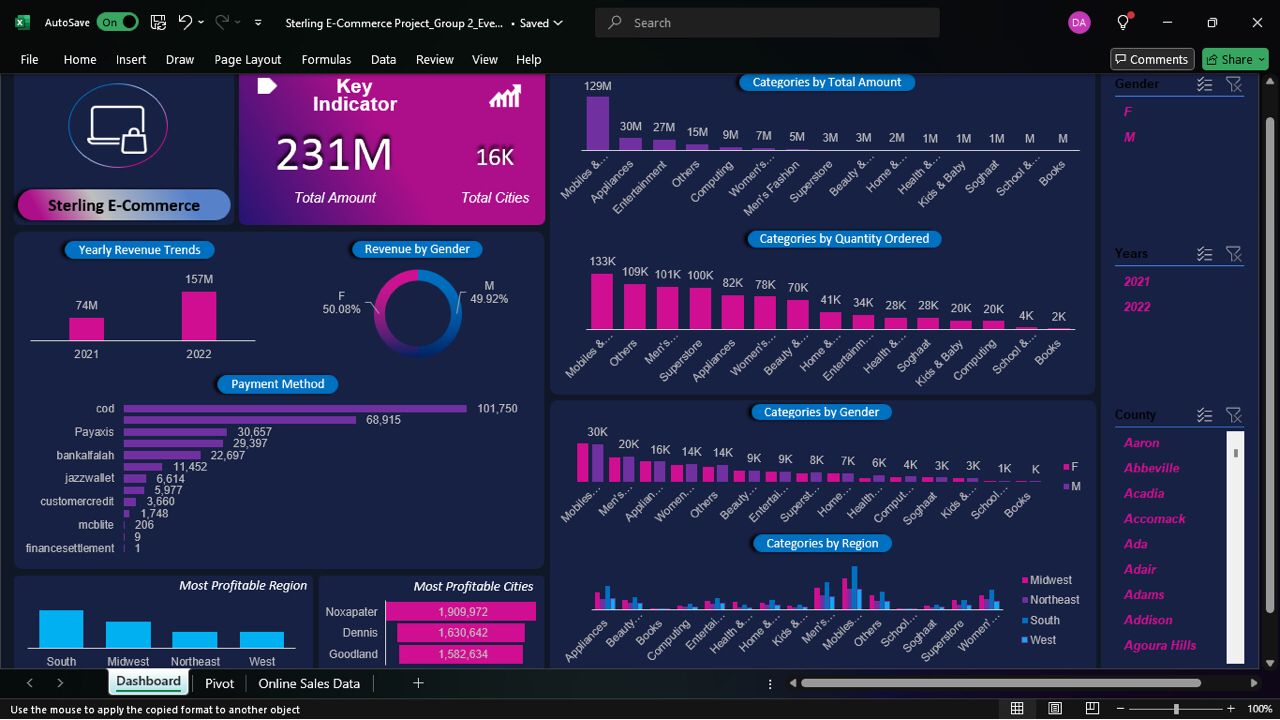 AutoSave
On
Sterling E-Commerce Project_Group 2_Eve... • Saved
Search
DA
File
Home
Insert
Draw
Page Layout
Formulas
Data
Review
View
Help
Comments
Share
Sterling E-Commerce
Key
Indicator
231M
16K
Total Amount
Total Cities
Categories by Total Amount
129M
30M
27M
15M
9M
7M
5M
3M
3M
2M
1M
1M
1M
M
M
Mobiles &...
Appliances
Entertainment
Others
Computing
Women's...
Men's Fashion
Superstore
Beauty &...
Home &...
Health &...
Kids & Baby
Soghaat
School &...
Books
Gender
F
M
Yearly Revenue Trends
74M
157M
2021
2022
Revenue by Gender
F
50.08%
M
49.92%
Categories by Quantity Ordered
133K
109K
101K
100K
82K
78K
70K
41K
34K
28K
28K
20K
20K
4K
2K
Mobiles &...
Others
Men's...
Superstore
Appliances
Women's...
Beauty &...
Home &...
Entertainm...
Health &...
Soghaat
Kids & Baby
Computing
School &...
Books
Years
2021
2022
Payment Method
cod
101,750
68,915
Payaxis
30,657
29,397
bankalfalah
22,697
11,452
jazzwallet
6,614
5,977
customercredit
3,660
1,748
mcblite
206
9
financesettlement
1
Categories by Gender
30K
20K
16K
14K
14K
9K
9K
8K
7K
6K
4K
3K
3K
1K
K
Mobiles...
Men's...
Applian...
Women...
Others
Beauty...
Entertai...
Superst...
Home...
Health...
Comput...
Soghaat
Kids &...
School...
Books
F
M
County
Aaron
Abbeville
Acadia
Accomack
Ada
Adair
Adams
Addison
Agoura Hills
Categories by Region
Appliances
Beauty...
Books
Computing
Entertai...
Health &...
Home &...
Kids &...
Men's...
Mobiles...
Others
School...
Soghaat
Superstore
Women'...
Midwest
Northeast
South
West
Most Profitable Region
South
Midwest
Northeast
West
Most Profitable Cities
Noxapater
1,909,972
Dennis
1,630,642
Goodland
1,582,634
Dashboard
Pivot
Online Sales Data
Use the mouse to apply the copied format to another object
100%